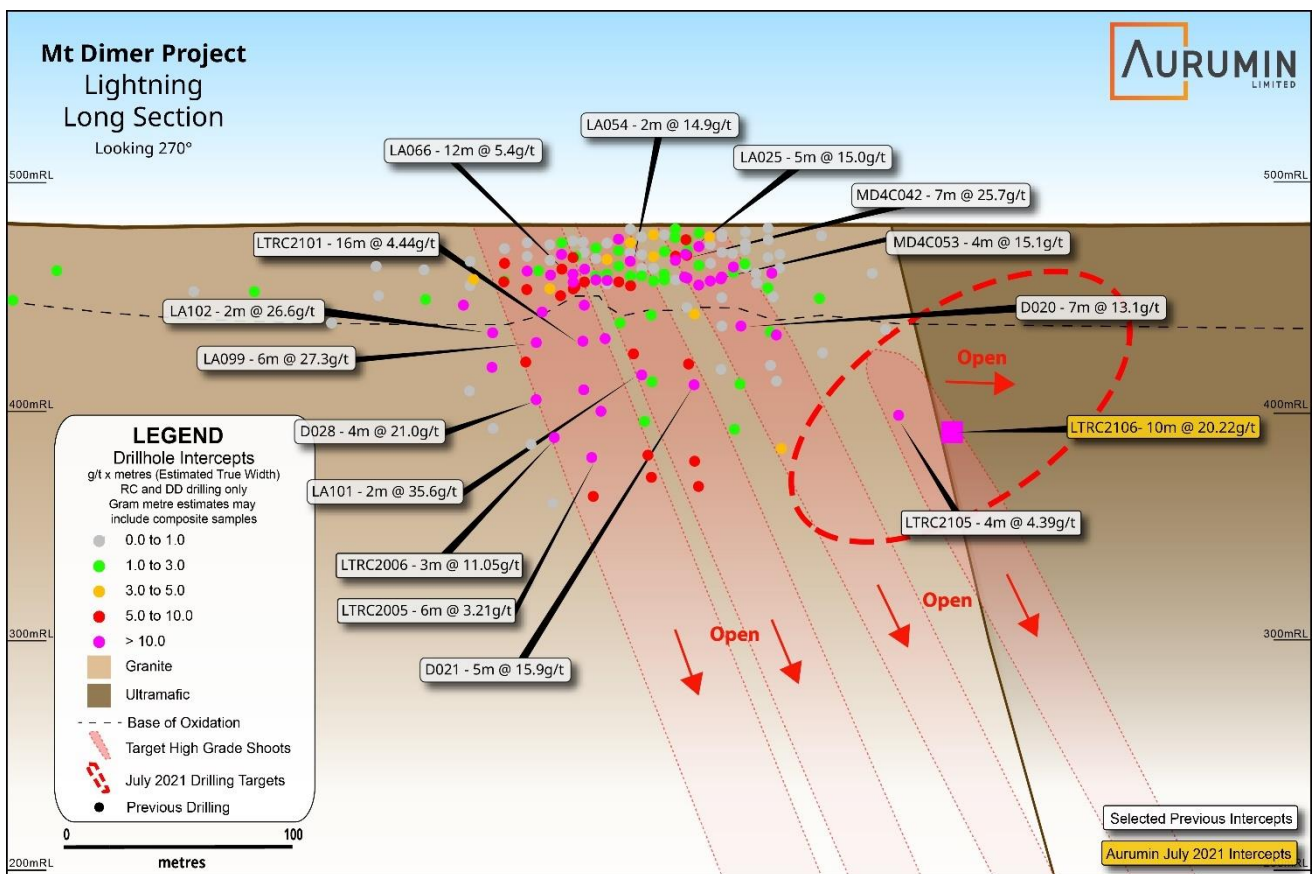 Mt Dimer Project
Lightning
Long Section
Looking 270°
AURUMIN
LIMITED
500mRL
500mRL
LA054 - 2m @ 14.9g/t
LA066 - 12m @ 5.4g/t
LA025 - 5m @ 15.0g/t
MD4C042 - 7m @ 25.7g/t
LTRC2101 - 16m @ 4.44g/t
MD4C053 - 4m @ 15.1g/t
LA102 - 2m @ 26.6g/t
D020 - 7m @ 13.1g/t
LA099 - 6m @ 27.3g/t
Open
400mRL
400mRL
D028 - 4m @ 21.0g/t
LTRC2106- 10m @ 20.22g/t
LA101 - 2m @ 35.6g/t
LTRC2105 - 4m @ 4.39g/t
LTRC2006 - 3m @ 11.05g/t
LTRC2005 - 6m @ 3.21g/t
Open
Open
300mRL
300mRL
D021 - 5m @ 15.9g/t
LEGEND
Drillhole Intercepts
g/t x metres (Estimated True Width)
RC and DD drilling only
Gram metre estimates may
include composite samples
0.0 to 1.0
1.0 to 3.0
3.0 to 5.0
5.0 to 10.0
> 10.0
Granite
Ultramafic
Base of Oxidation
Target High Grade Shoots
July 2021 Drilling Targets
Previous Drilling
0 100
metres
Selected Previous Intercepts
Aurumin July 2021 Intercepts
200mRL